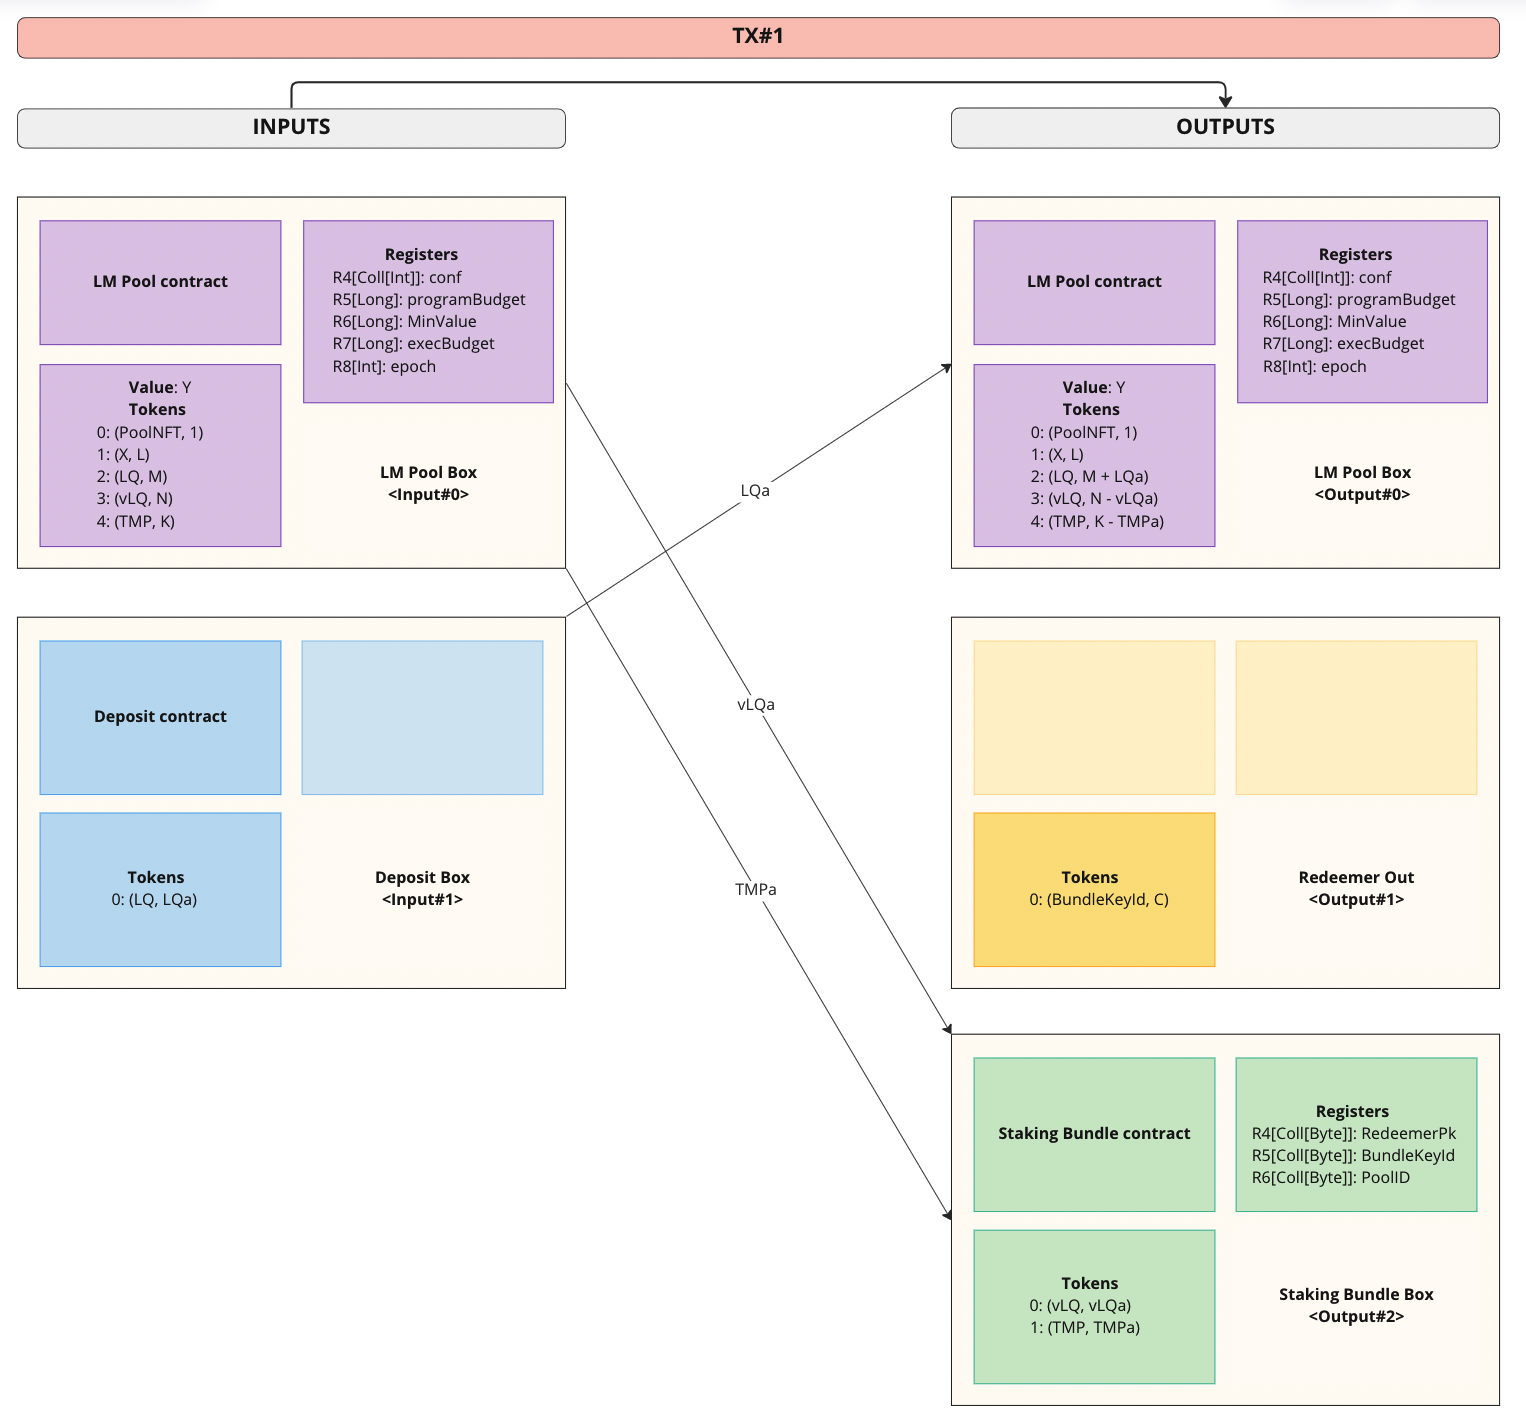 TX#1
INPUTS
OUTPUTS
LM Pool contract
Registers
R4[Coll[Int]]: conf
R5[Long]: programBudget
R6[Long]: MinValue
R7[Long]: execBudget
R8[Int]: epoch
Value: Y
Tokens
0: (PoolNFT, 1)
1: (X, L)
2: (LQ, M)
3: (vLQ, N)
4: (TMP, K)
LM Pool Box
<Input#0>
LM Pool contract
Registers
R4[Coll[Int]]: conf
R5[Long]: programBudget
R6[Long]: MinValue
R7[Long]: execBudget
R8[Int]: epoch
Value: Y
Tokens
0: (PoolNFT, 1)
1: (X, L)
2: (LQ, M + LQa)
3: (vLQ, N - vLQa)
4: (TMP, K - TMPa)
LM Pool Box
<Output#0>
LQa
vLQa
TMPa
Deposit contract
Tokens
0: (LQ, LQa)
Deposit Box
<Input#1>
Tokens
0: (BundleKeyId, C)
Redeemer Out
<Output#1>
Staking Bundle contract
Registers
R4[Coll[Byte]]: RedeemerPk
R5[Coll[Byte]]: BundleKeyId
R6[Coll[Byte]]: PoolID
Tokens
0: (vLQ, vLQa)
1: (TMP, TMPa)
Staking Bundle Box
<Output#2>